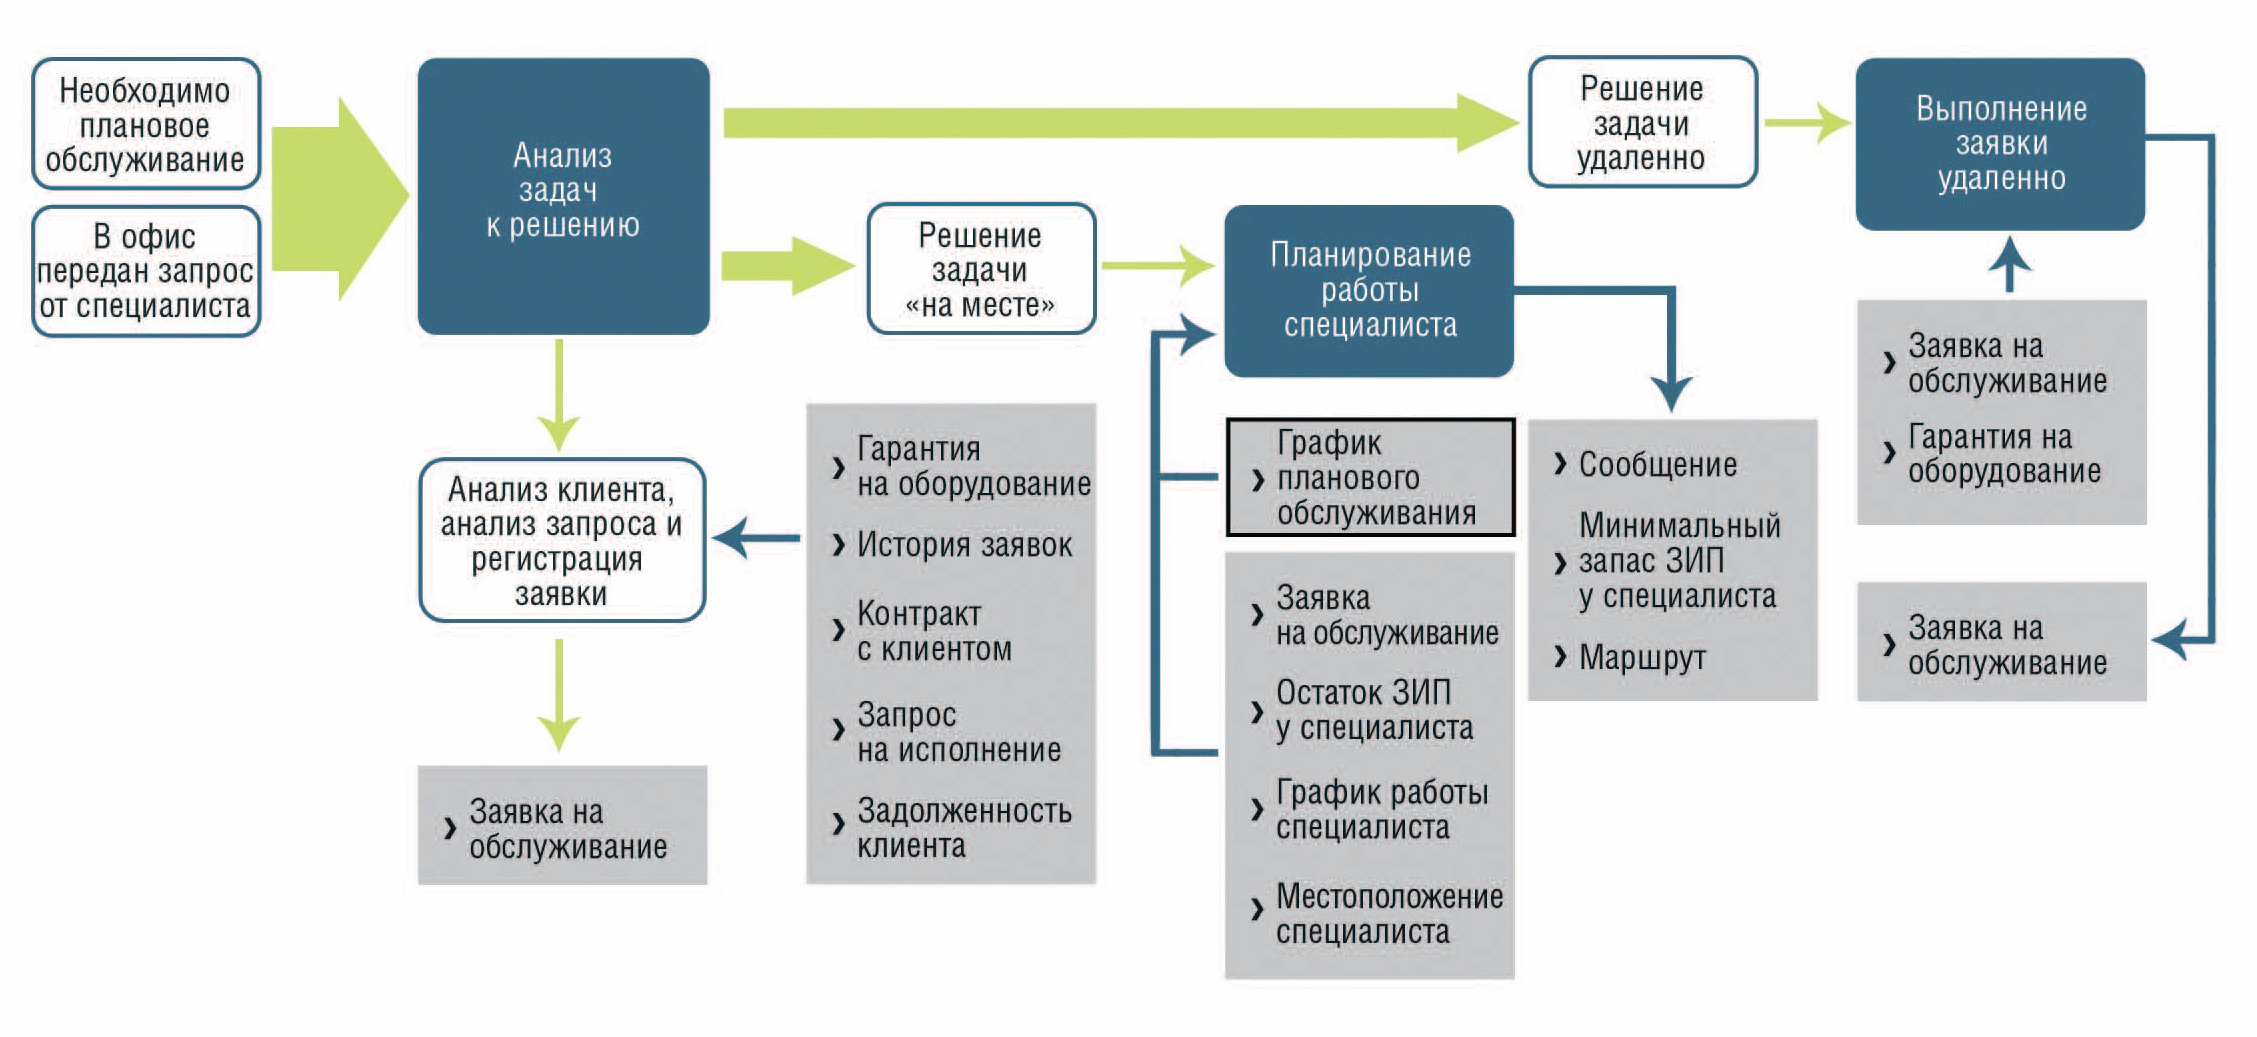 Необходимо
плановое
обслуживание
В офис
передан запрос
от специалиста
Анализ
задач
к решению
Решение
задачи
удаленно
Выполнение
заявки
удаленно
Решение
задачи
«на месте»
Планирование
работы
специалиста
Анализ клиента,
анализ запроса и
регистрация
заявки
Заявка на
обслуживание
Гарантия
на оборудование
История заявок
Контракт
с клиентом
Запрос
на исполнение
Задолженность
клиента
График
планового
обслуживания
Заявка
на обслуживание
Остаток ЗИП
у специалиста
График работы
специалиста
Местоположение
специалиста
Сообщение
Минимальный
запас ЗИП
у специалиста
Маршрут
Заявка на
обслуживание
Гарантия на
оборудование
Заявка на
обслуживание